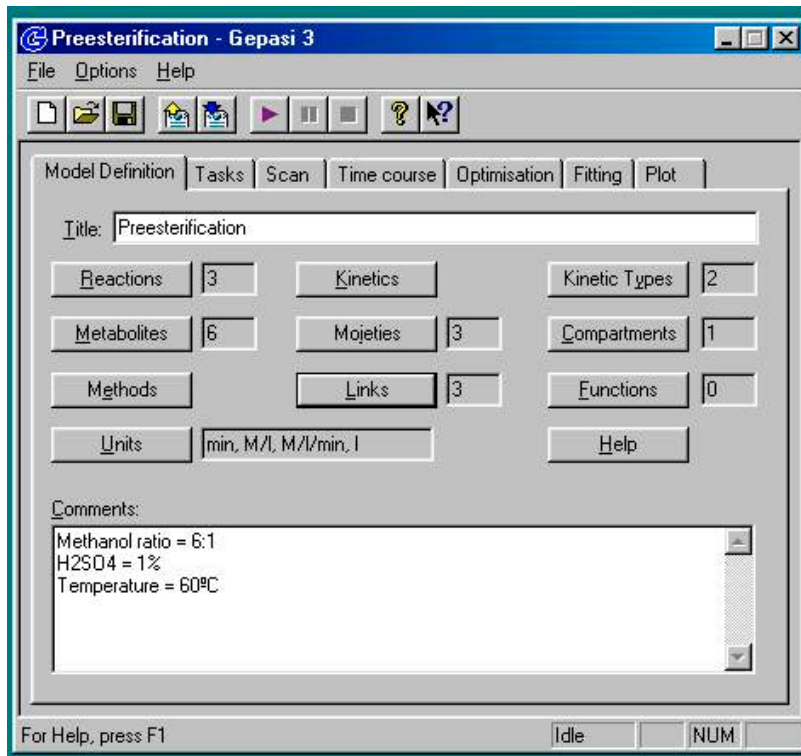 Preesterification - Gepasi 3
File Options Help
Model Definition Tasks Scan Time course Optimisation Fitting Plot
Title: Preesterification
Reactions 3 Kinetics Kinetic Types 2
Metabolites 6 Moieties 3 Compartments 1
Methods Links 3 Functions 0
Units min, M/l, M/l/min, l Help
Comments:
Methanol ratio = 6:1
H2SO4 = 1%
Temperature = 60ºC
For Help, press F1 Idle NUM